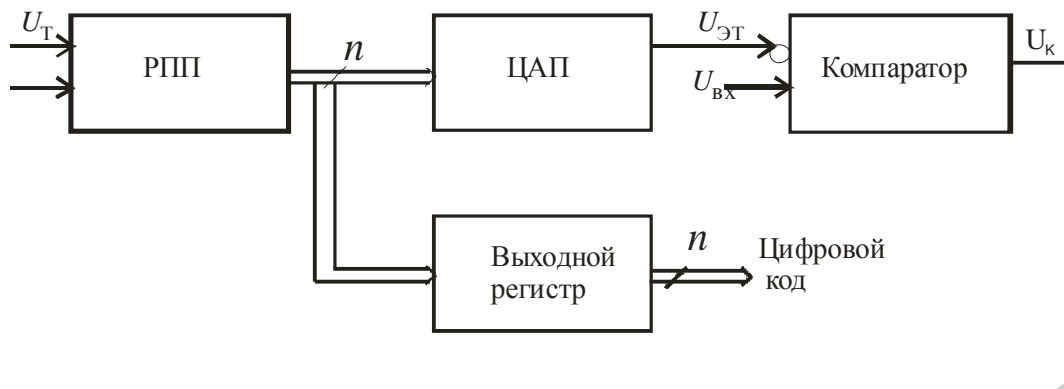 U_Т
РПП
n
ЦАП
U_ЭТ
U_ВХ
Компаратор
U_к
Выходной
регистр
n
Цифровой
код